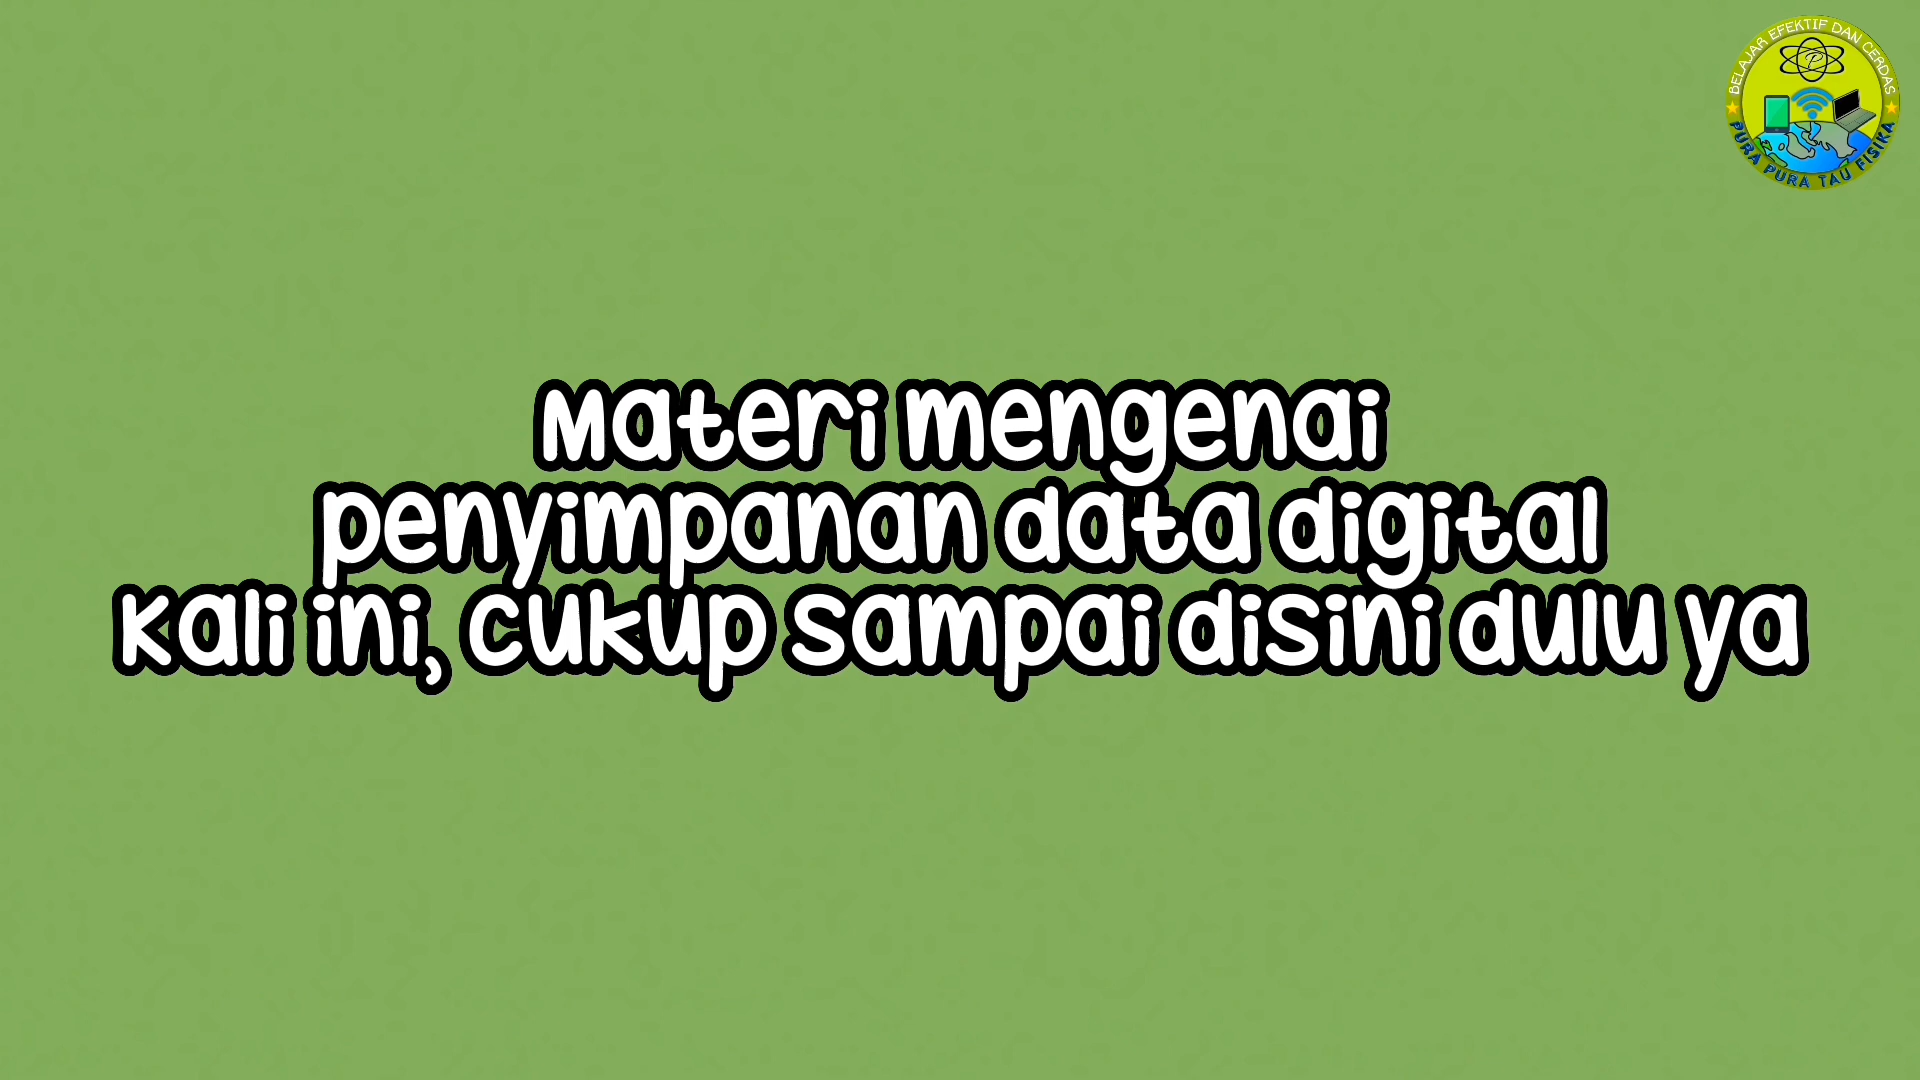 BELAJAR EFEKTIF DAN CERDAS
P
PURA PURA TAU FISIKA
Materi mengenai
penyimpanan data digital
kali ini, cukup sampai disini dulu ya